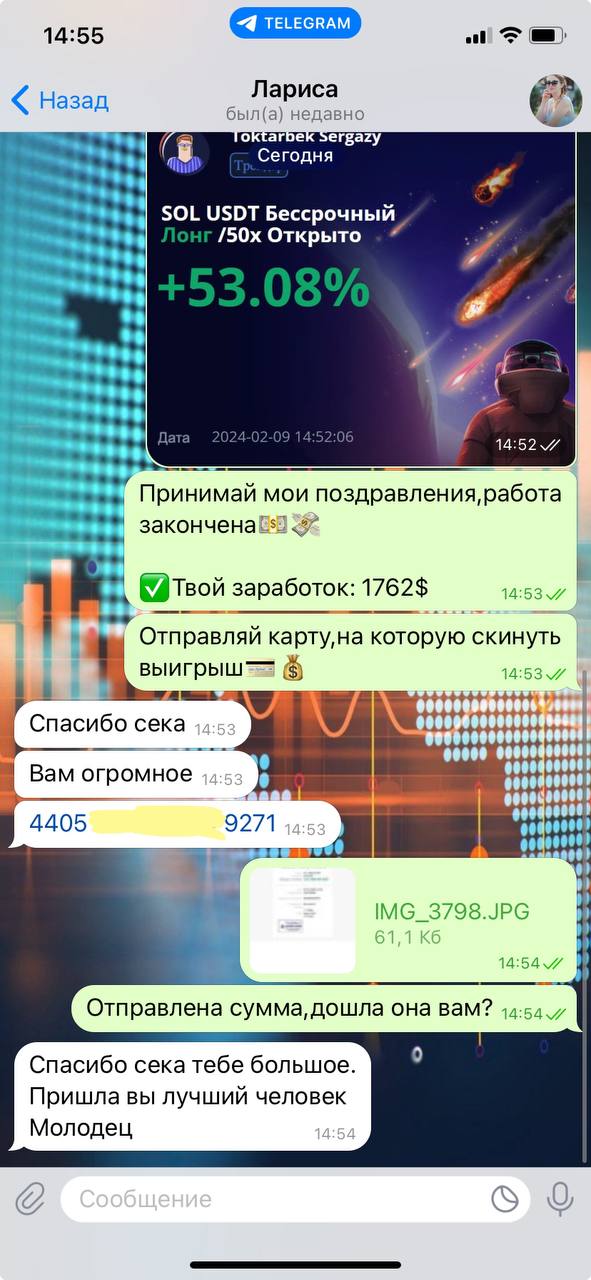 14:55
TELEGRAM
Назад
Лариса
был(а) недавно
Toktarbek Sergazy
Сегодня
SOL USDT Бессрочный
Лонг /50x Открыто
+53.08%
Дата 2024-02-09 14:52:06
14:52
Принимай мои поздравления,работа
закончена💵💸
✅Твой заработок: 1762$
14:53
Отправляй карту,на которую скинуть
выигрыш💳💰
14:53
Спасибо сека 14:53
Вам огромное 14:53
4405 9271 14:53
IMG_3798.JPG
61,1 Кб
14:54
Отправлена сумма,дошла она вам? 14:54
Спасибо сека тебе большое.
Пришла вы лучший человек
Молодец
14:54
Сообщение